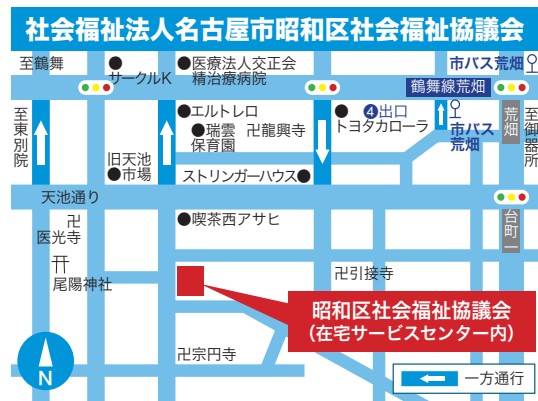 社会福祉法人名古屋市昭和区社会福祉協議会
至鶴舞
●サークルK
●医療法人交正会
精治療病院
市バス荒畑
鶴舞線荒畑
至東別院
●エルトレロ
●瑞雲
保育園
卍龍興寺
●
❹出口
トヨタカローラ
市バス
荒畑
荒畑
至御器所
旧天池
●市場
ストリンガーハウス●
天池通り
卍
医光寺
●喫茶西アサヒ
台町一
尾陽神社
卍引接寺
昭和区社会福祉協議会
(在宅サービスセンター内)
卍宗円寺
N
一方通行